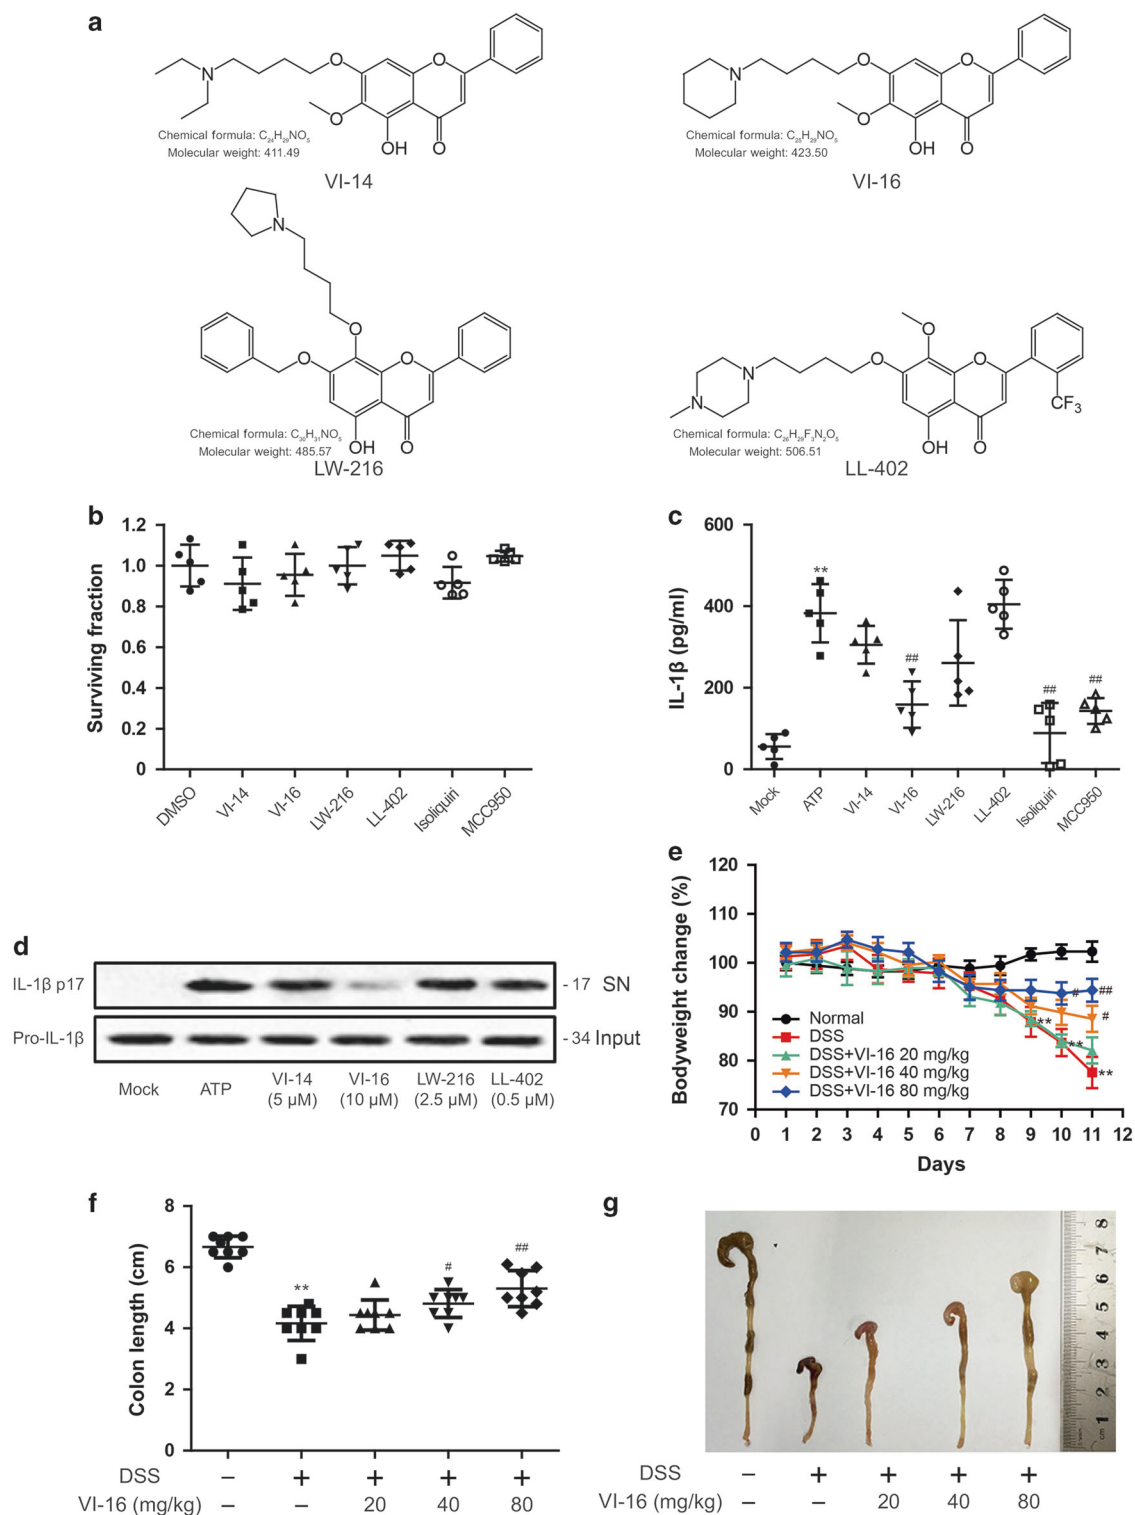 a
N
O
O
O
OH
O
Chemical formula: C24H29NO5
Molecular weight: 411.49
VI-14
N
O
O
O
OH
O
Chemical formula: C25H29NO5
Molecular weight: 423.50
VI-16
N
O
O
O
OH
O
Chemical formula: C30H31NO5
Molecular weight: 485.57
LW-216
N
N
O
O
O
CF3
OH
O
Chemical formula: C26H29F3N2O5
Molecular weight: 506.51
LL-402
b
Surviving fraction
1.2
1.0
0.8
0.6
0.4
0.2
0
DMSO
VI-14
VI-16
LW-216
LL-402
Isoliquiri
MCC950
c
IL-1β (pg/ml)
600
400
200
0
**
##
##
##
Mock
ATP
VI-14
VI-16
LW-216
LL-402
Isoliquiri
MCC950
d
IL-1β p17
- 17 SN
Pro-IL-1β
- 34 Input
Mock
ATP
VI-14
(5 μM)
VI-16
(10 μM)
LW-216
(2.5 μM)
LL-402
(0.5 μM)
e
Bodyweight change (%)
120
110
100
90
80
70
Normal
DSS
DSS+VI-16 20 mg/kg
DSS+VI-16 40 mg/kg
DSS+VI-16 80 mg/kg
**
**
**
#
##
#
0 1 2 3 4 5 6 7 8 9 10 11 12
Days
f
Colon length (cm)
8
6
4
2
0
**
#
##
DSS − + + + +
VI-16 (mg/kg) − − 20 40 80
g
8
7
6
5
4
3
2
1
cm
DSS − + + + +
VI-16 (mg/kg) − − 20 40 80